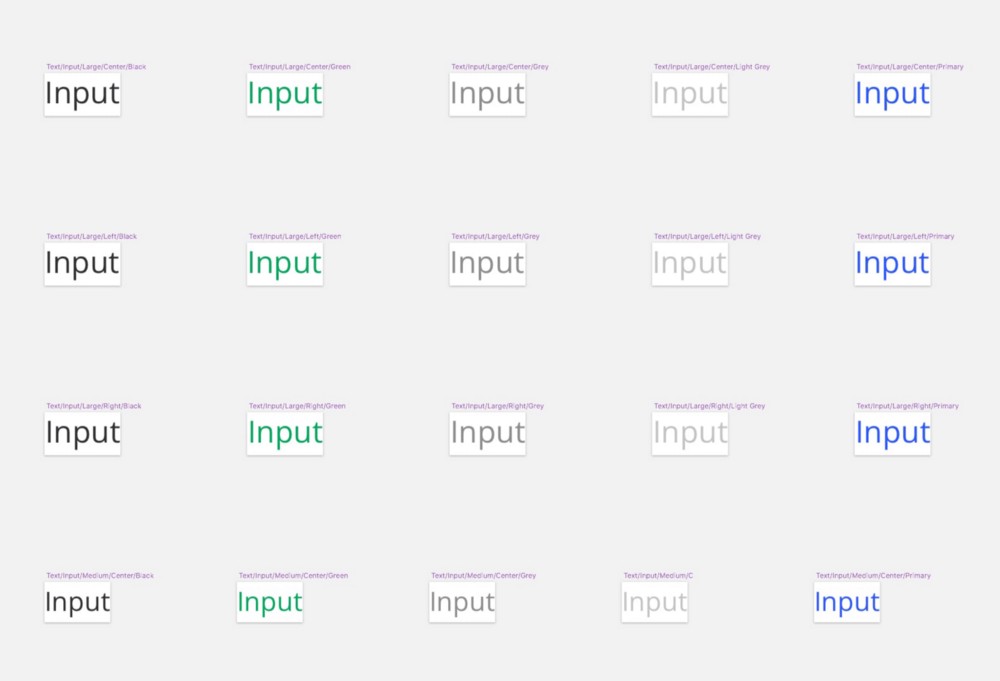 Text/Input/Large/Center/Black
Input
Text/Input/Large/Center/Green
Input
Text/Input/Large/Center/Grey
Input
Text/Input/Large/Center/Light Grey
Input
Text/Input/Large/Center/Primary
Input
Text/Input/Large/Left/Black
Input
Text/Input/Large/Left/Green
Input
Text/Input/Large/Left/Grey
Input
Text/Input/Large/Left/Light Grey
Input
Text/Input/Large/Left/Primary
Input
Text/Input/Large/Right/Black
Input
Text/Input/Large/Right/Green
Input
Text/Input/Large/Right/Grey
Input
Text/Input/Large/Right/Light Grey
Input
Text/Input/Large/Right/Primary
Input
Text/Input/Medium/Center/Black
Input
Text/Input/Medium/Center/Green
Input
Text/Input/Medium/Center/Grey
Input
Text/Input/Medium/C
Input
Text/Input/Medium/Center/Primary
Input